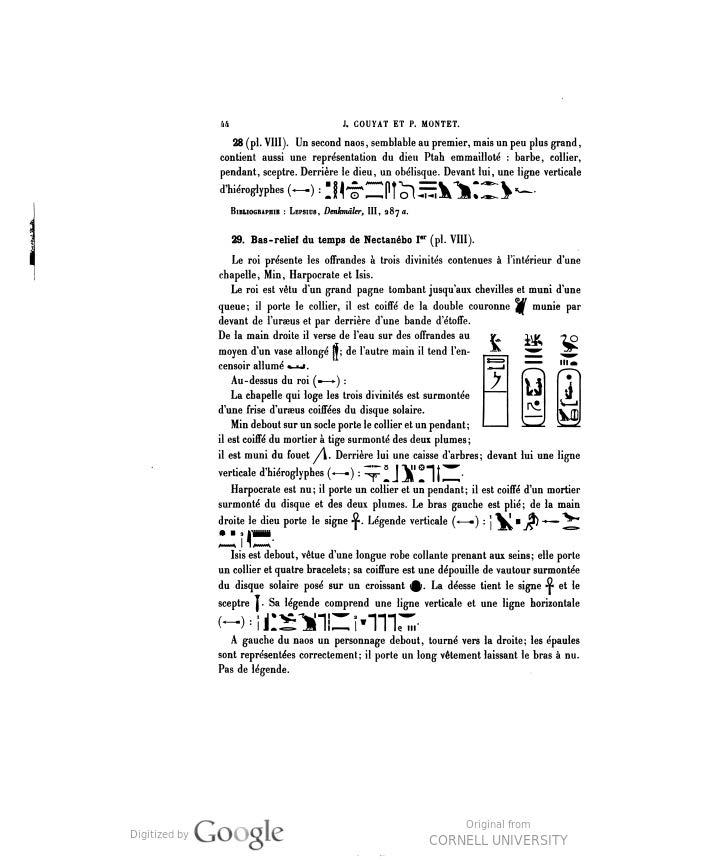 44
J. COUYAT ET P. MONTET.
28 (pl. VIII). Un second naos, semblable au premier, mais un peu plus grand,
contient aussi une représentation du dieu Ptah emmailloté : barbe, collier,
pendant, sceptre. Derrière le dieu, un obélisque. Devant lui, une ligne verticale
d'hiéroglyphes (←) :
BIBLIOGRAPHIE : LEPSIUS, Denkmäler, III, 287 a.
29. Bas-relief du temps de Nectanébo Iᵉʳ (pl. VIII).
Le roi présente les offrandes à trois divinités contenues à l'intérieur d'une
chapelle, Min, Harpocrate et Isis.
Le roi est vêtu d'un grand pagne tombant jusqu'aux chevilles et muni d'une
queue; il porte le collier, il est coiffé de la double couronne munie par
devant de l'uræus et par derrière d'une bande d'étoffe.
De la main droite il verse de l'eau sur des offrandes au
moyen d'un vase allongé ; de l'autre main il tend l'en-
censoir allumé .
Au-dessus du roi (→) :
La chapelle qui loge les trois divinités est surmontée
d'une frise d'uræus coiffées du disque solaire.
Min debout sur un socle porte le collier et un pendant;
il est coiffé du mortier à tige surmonté des deux plumes;
il est muni du fouet . Derrière lui une caisse d'arbres; devant lui une ligne
verticale d'hiéroglyphes (←) :
Harpocrate est nu; il porte un collier et un pendant; il est coiffé d'un mortier
surmonté du disque et des deux plumes. Le bras gauche est plié; de la main
droite le dieu porte le signe . Légende verticale (←) :
Isis est debout, vêtue d'une longue robe collante prenant aux seins; elle porte
un collier et quatre bracelets; sa coiffure est une dépouille de vautour surmontée
du disque solaire posé sur un croissant . La déesse tient le signe et le
sceptre . Sa légende comprend une ligne verticale et une ligne horizontale
(←) :
A gauche du naos un personnage debout, tourné vers la droite; les épaules
sont représentées correctement; il porte un long vêtement laissant le bras à nu.
Pas de légende.
Digitized by Google
Original from
CORNELL UNIVERSITY